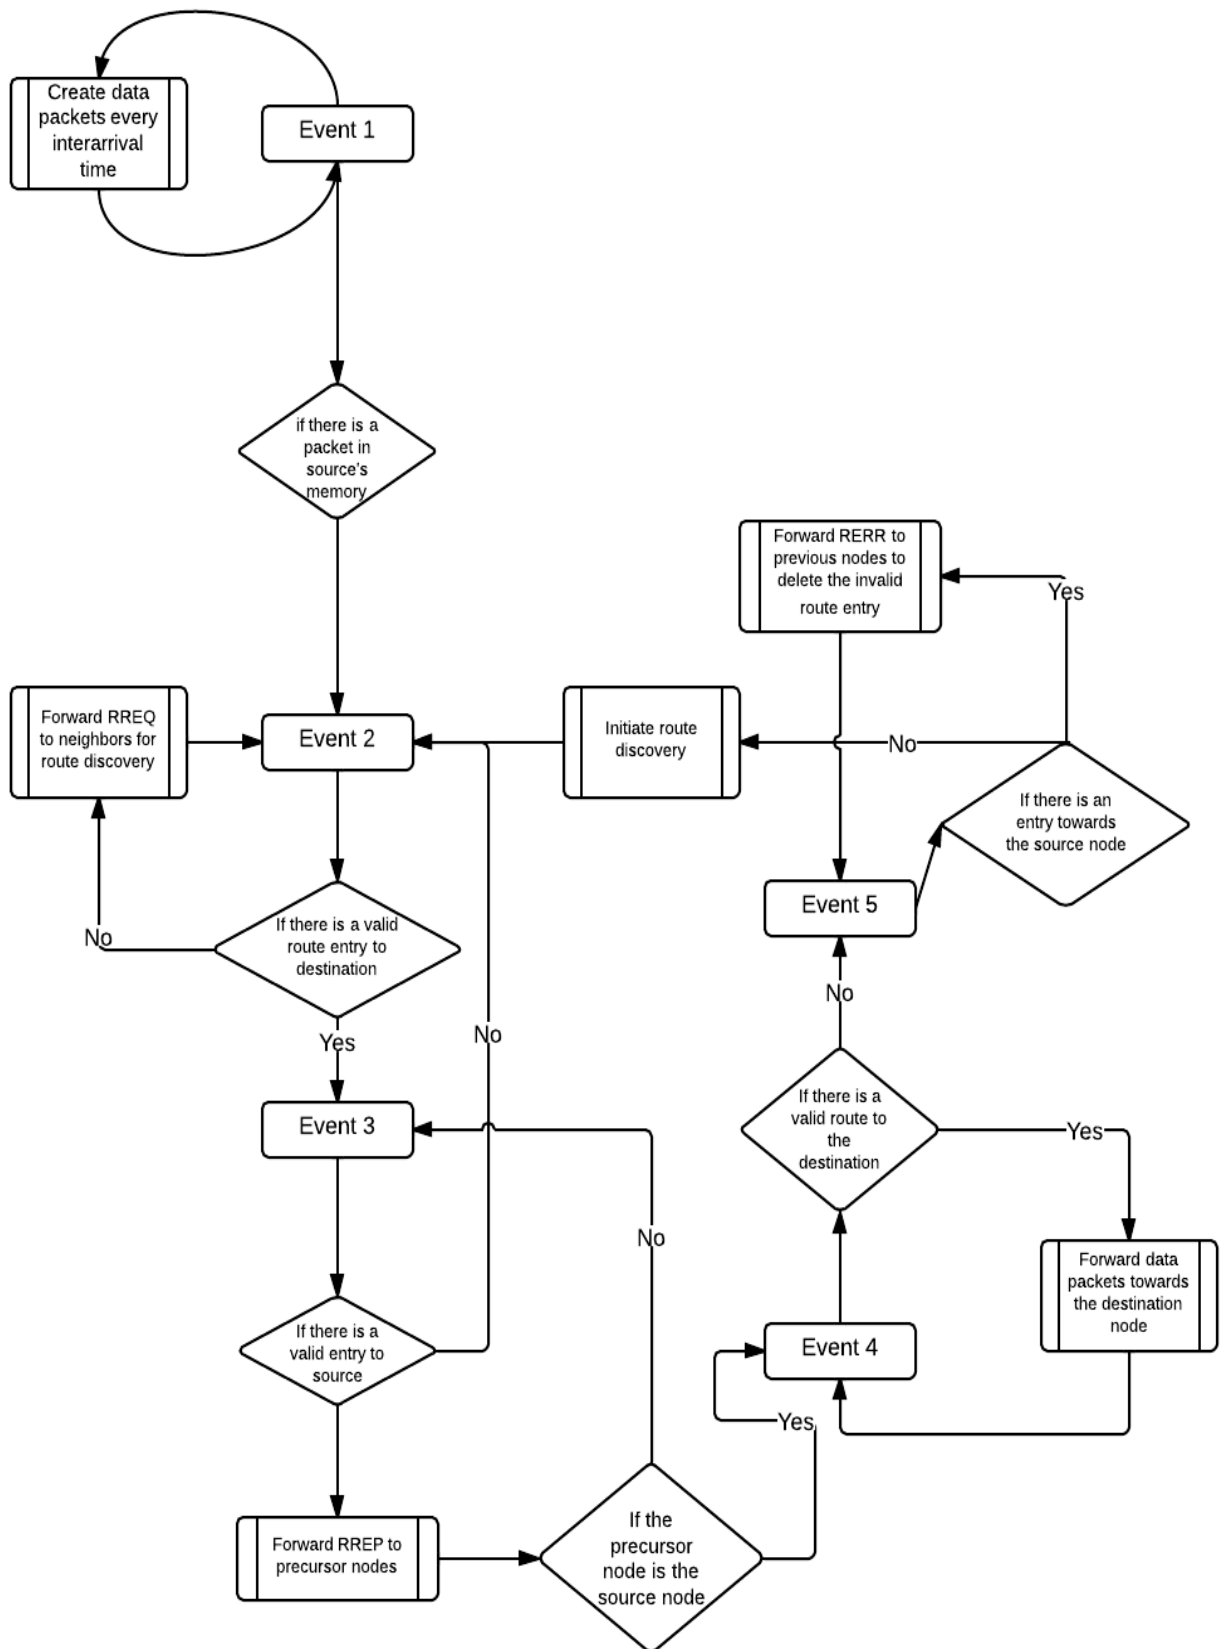 Create data
packets every
interarrival
time
Event 1
if there is a
packet in
source's
memory
Forward RERR to
previous nodes to
delete the invalid
route entry
Yes
Forward RREQ
to neighbors for
route discovery
Event 2
Initiate route
discovery
No
If there is an
entry towards
the source node
Event 5
No
If there is a valid
route entry to
destination
Yes
No
No
Event 3
If there is a
valid route to
the
destination
Yes
No
Forward data
packets towards
the destination
node
If there is a
valid entry to
source
Event 4
Yes
Forward RREP to
precursor nodes
If the
precursor
node is the
source node